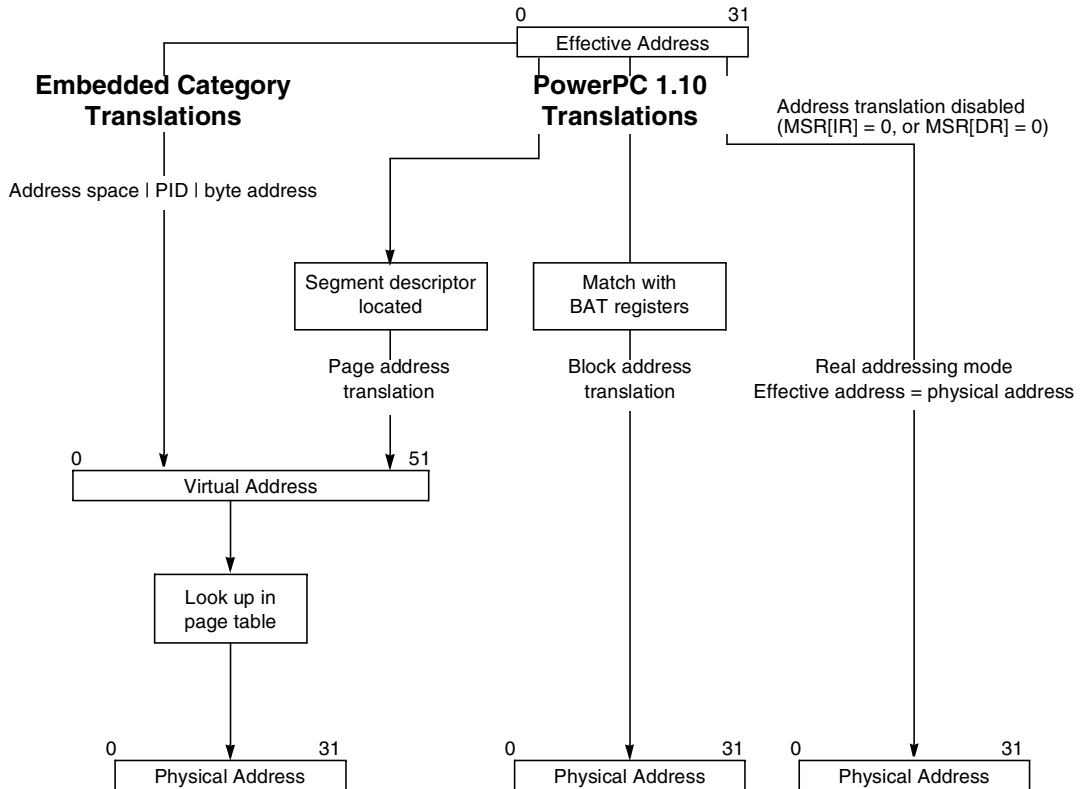 0 31
Effective Address
Embedded Category
Translations
PowerPC 1.10
Translations
Address translation disabled
(MSR[IR] = 0, or MSR[DR] = 0)
Address space | PID | byte address
Segment descriptor
located
Match with
BAT registers
Page address
translation
Block address
translation
Real addressing mode
Effective address = physical address
0 51
Virtual Address
Look up in
page table
0 31
Physical Address
0 31
Physical Address
0 31
Physical Address